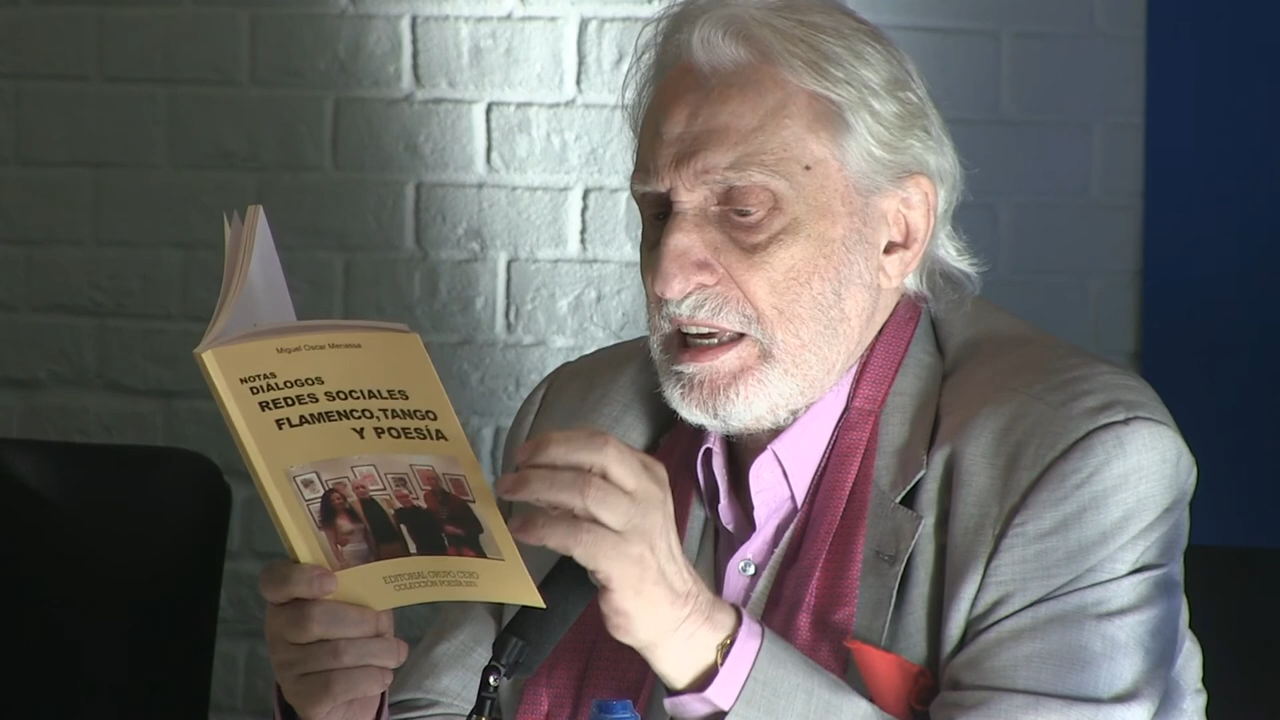 Miguel Oscar Menassa
NOTAS
DIÁLOGOS
REDES SOCIALES
FLAMENCO, TANGO
Y POESÍA
EDITORIAL GRUPO CERO
COLECCIÓN POESÍA